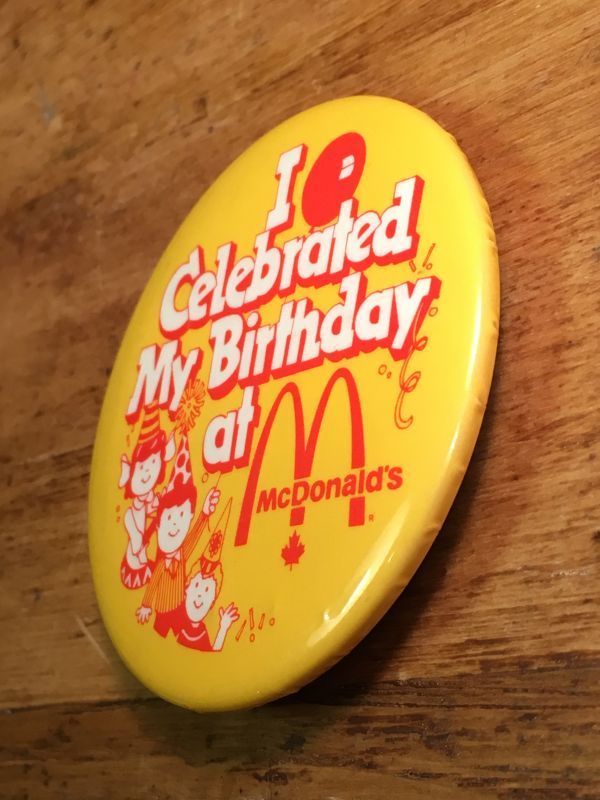 I
Celebrated
My Birthday
at
McDonald's
®